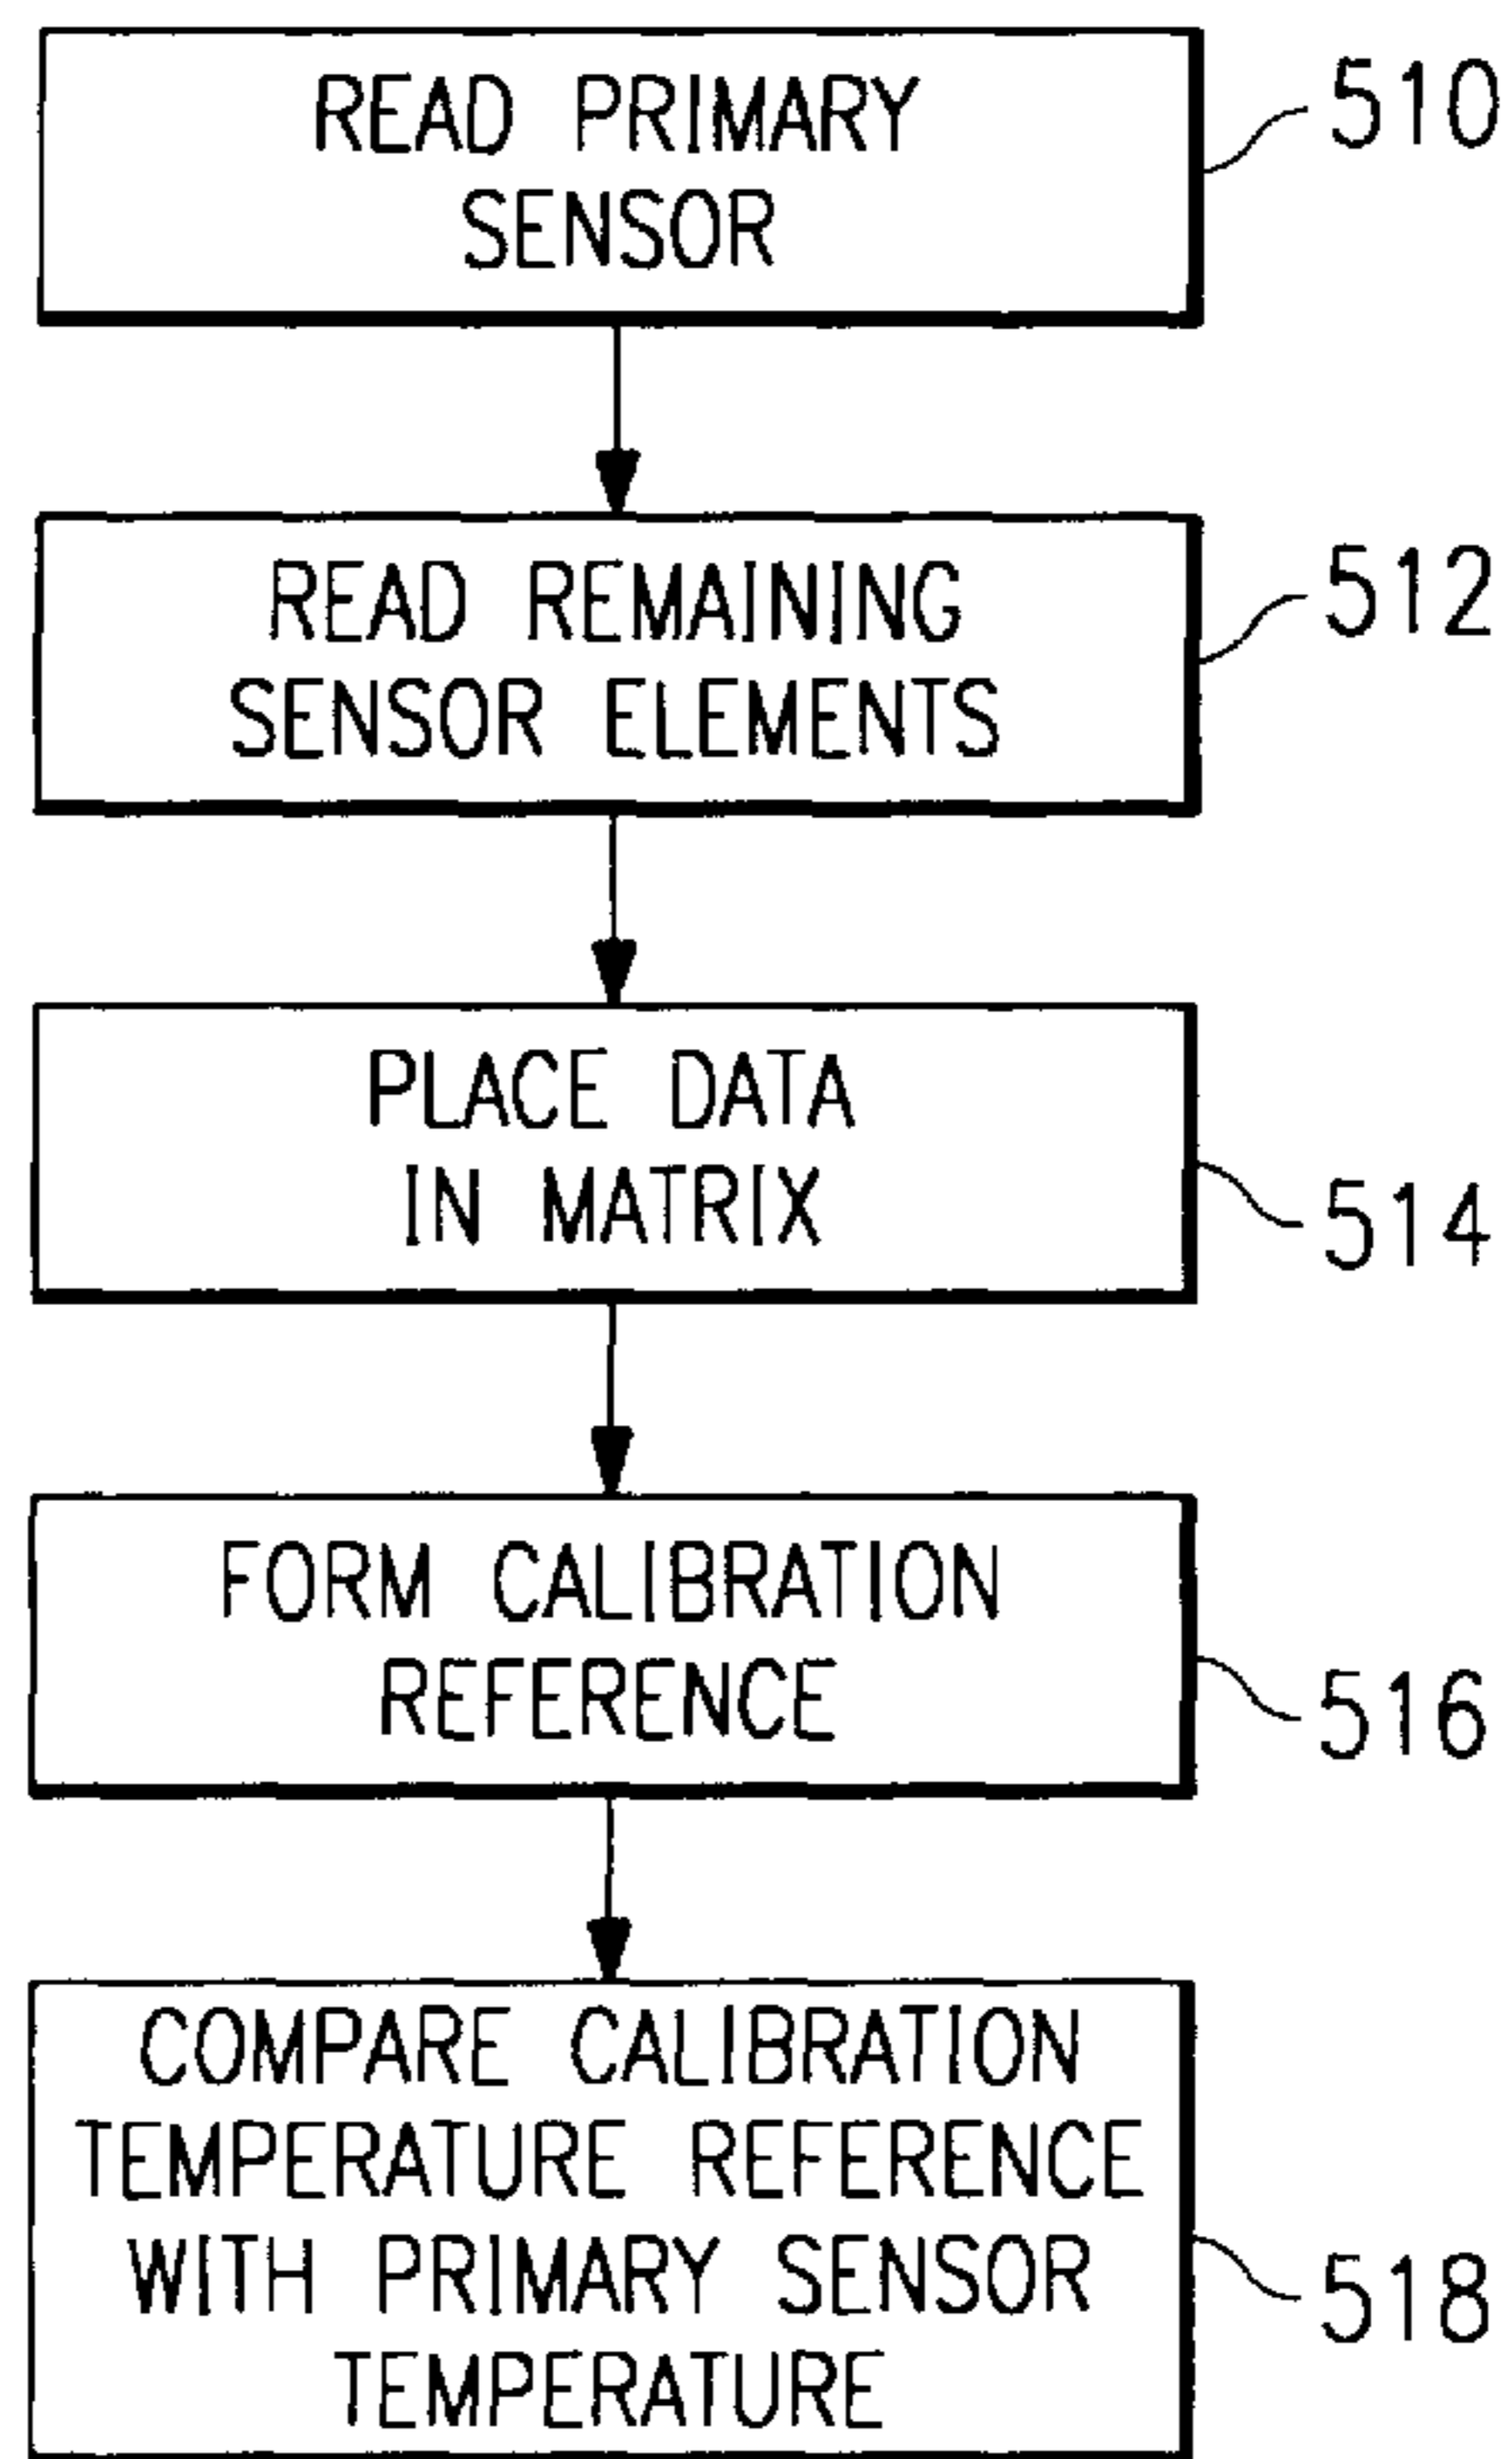 READ PRIMARY
SENSOR
510
READ REMAINING
SENSOR ELEMENTS
512
PLACE DATA
IN MATRIX
514
FORM CALIBRATION
REFERENCE
516
COMPARE CALIBRATION
TEMPERATURE REFERENCE
WITH PRIMARY SENSOR
TEMPERATURE
518